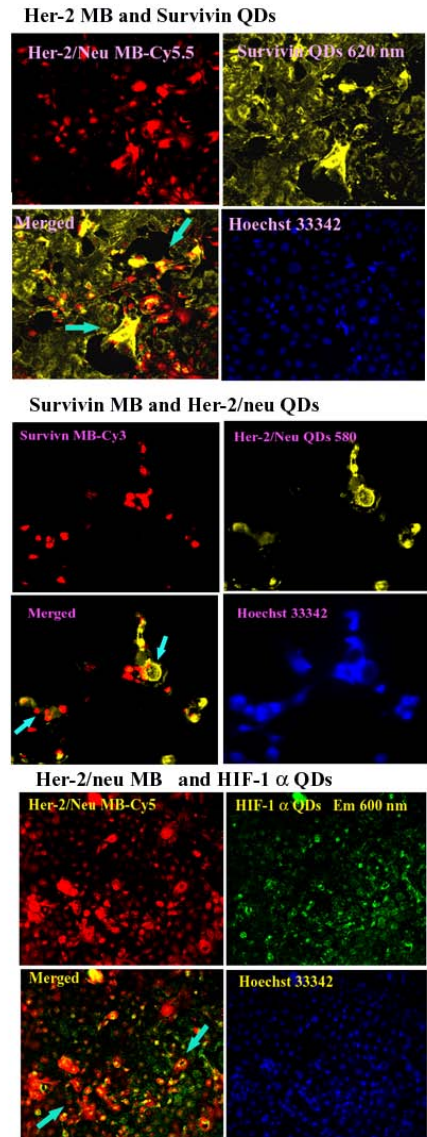 Her-2 MB and Survivin QDs
Her-2/Neu MB-Cy5.5
Survivin QDs 620 nm
Merged
Hoechst 33342
Survivin MB and Her-2/neu QDs
Survivn MB-Cy3
Her-2/Neu QDs 580
Merged
Hoechst 33342
Her-2/neu MB and HIF-1 α QDs
Her-2/Neu MB-Cy5
HIF-1 α QDs Em 600 nm
Merged
Hoechst 33342